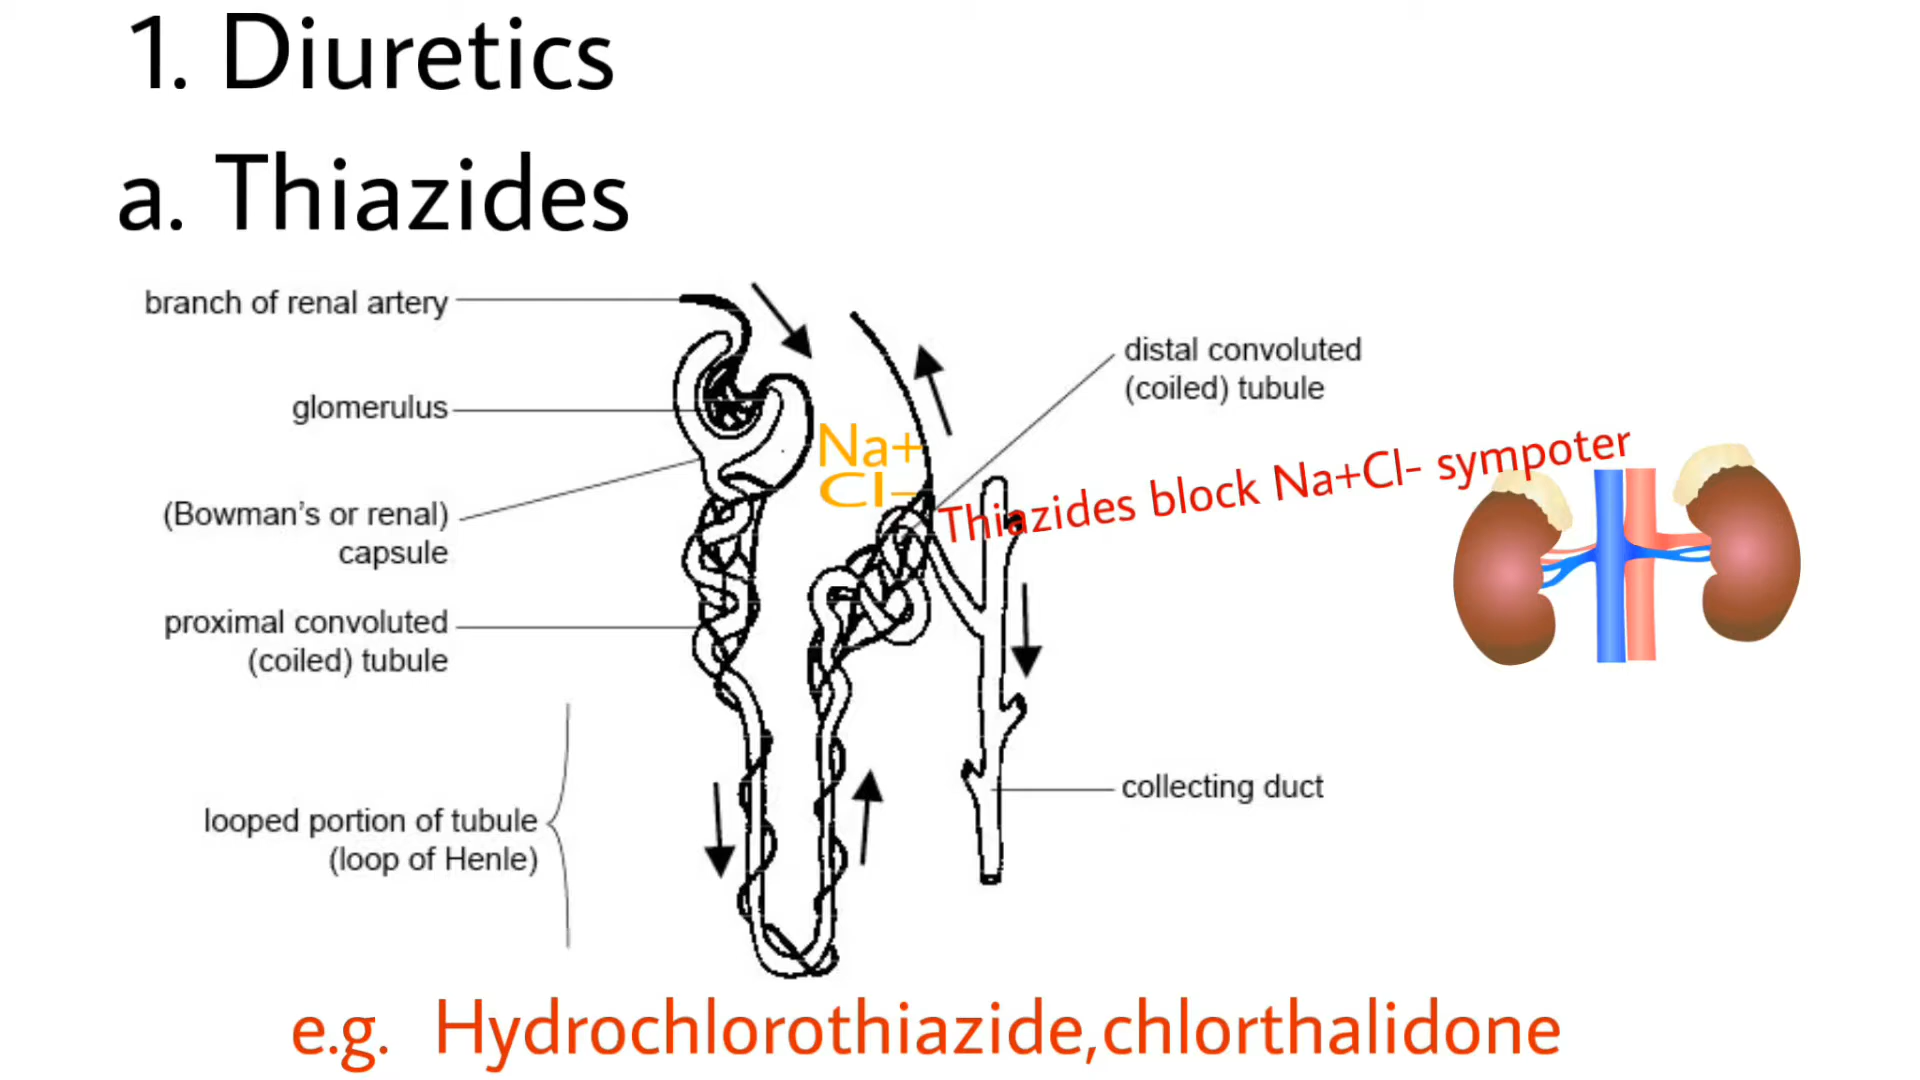 1. Diuretics
a. Thiazides
branch of renal artery
glomerulus
(Bowman's or renal)
capsule
proximal convoluted
(coiled) tubule
looped portion of tubule
(loop of Henle)
Na+
Cl-
distal convoluted
(coiled) tubule
Thiazides block Na+Cl- sympoter
collecting duct
e.g. Hydrochlorothiazide,chlorthalidone